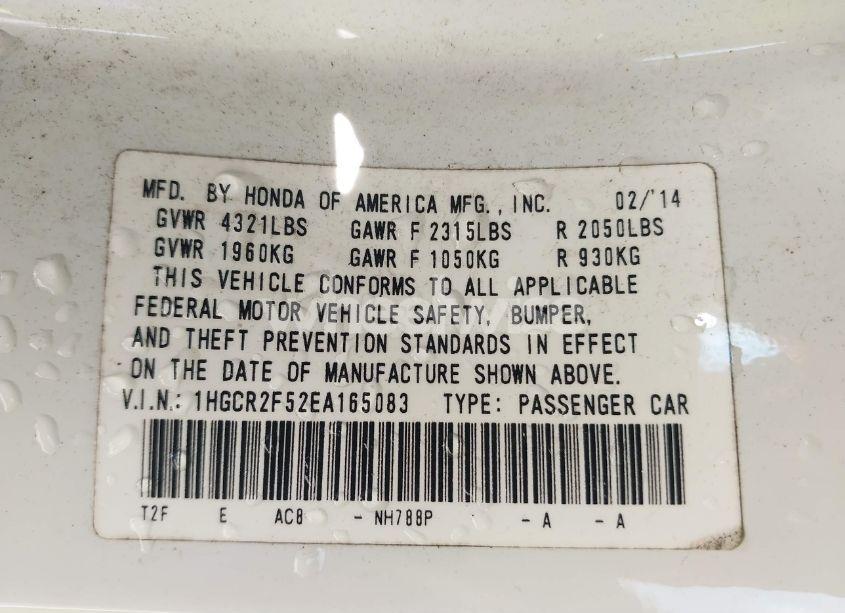 MFD. BY HONDA OF AMERICA MFG., INC. 02/'14
GVWR 4321LBS GAWR F 2315LBS R 2050LBS
GVWR 1960KG GAWR F 1050KG R 930KG
THIS VEHICLE CONFORMS TO ALL APPLICABLE
FEDERAL MOTOR VEHICLE SAFETY, BUMPER,
AND THEFT PREVENTION STANDARDS IN EFFECT
ON THE DATE OF MANUFACTURE SHOWN ABOVE.
V.I.N.: 1HGCR2F52EA165083 TYPE: PASSENGER CAR
T2F E AC8 - NH788P - A - A